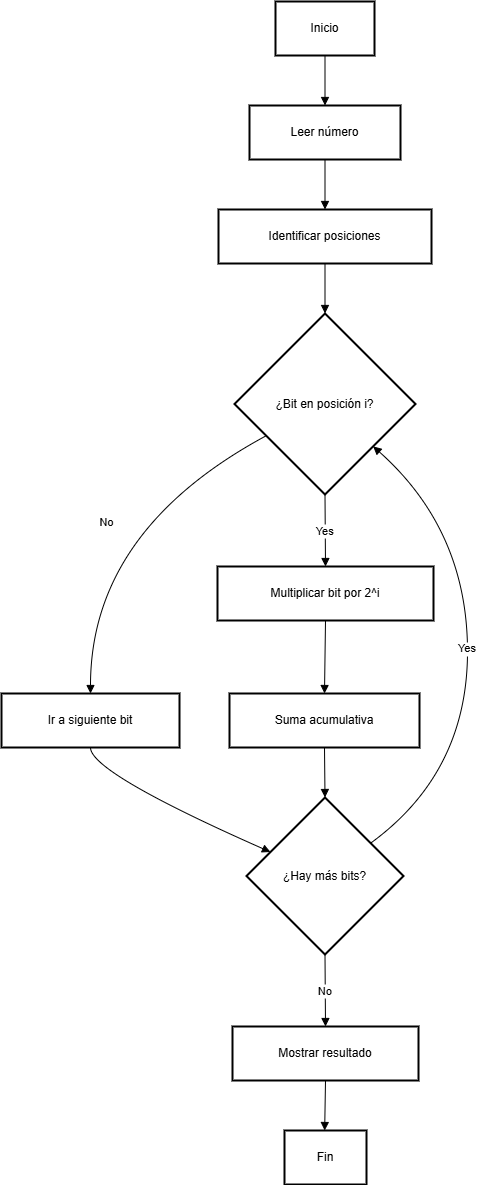 Inicio
Leer número
Identificar posiciones
¿Bit en posición i?
No
Yes
Multiplicar bit por 2^i
Yes
Ir a siguiente bit
Suma acumulativa
¿Hay más bits?
No
Mostrar resultado
Fin